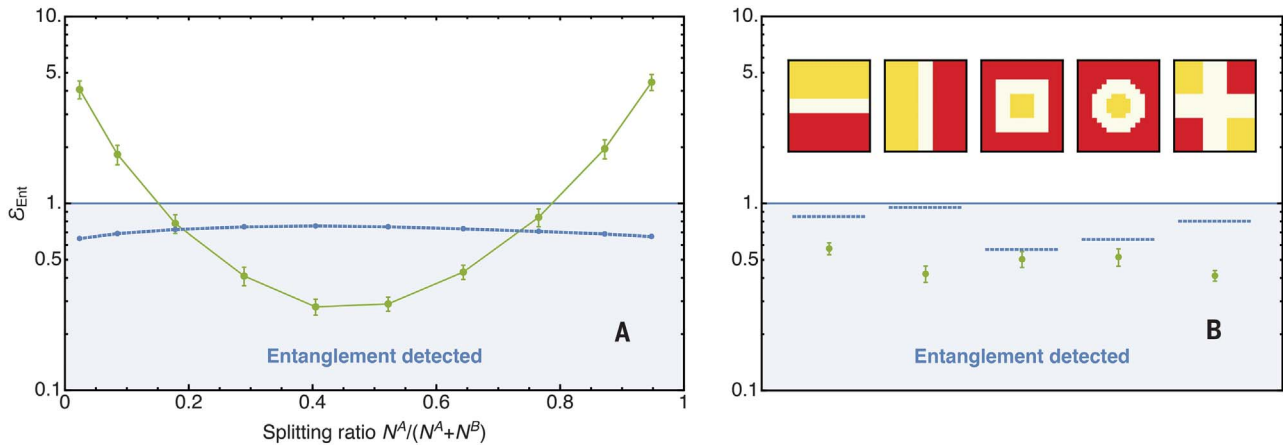 10.
5.
1.
0.5
0.1
ℰEnt
0
0.2
0.4
0.6
0.8
1
Splitting ratio N^A/(N^A+N^B)
Entanglement detected
A
10.
5.
1.
0.5
0.1
Entanglement detected
B